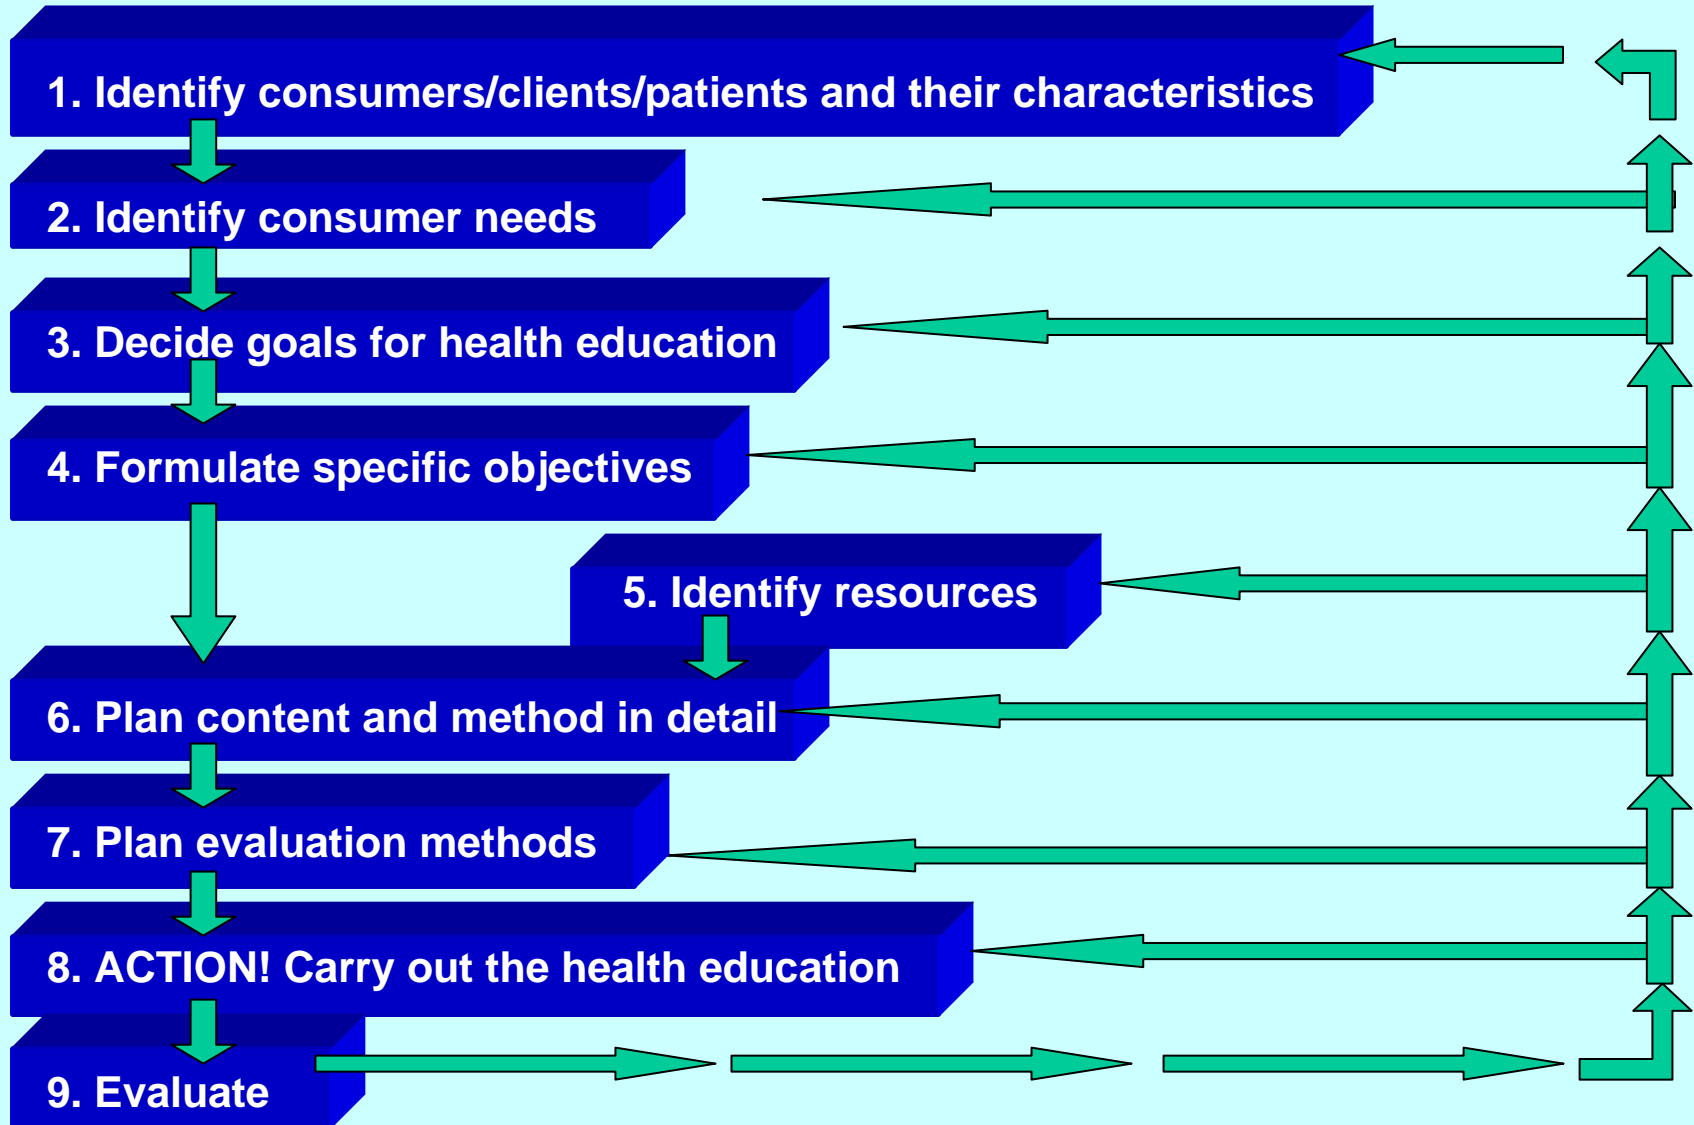 1. Identify consumers/clients/patients and their characteristics
2. Identify consumer needs
3. Decide goals for health education
4. Formulate specific objectives
5. Identify resources
6. Plan content and method in detail
7. Plan evaluation methods
8. ACTION! Carry out the health education
9. Evaluate